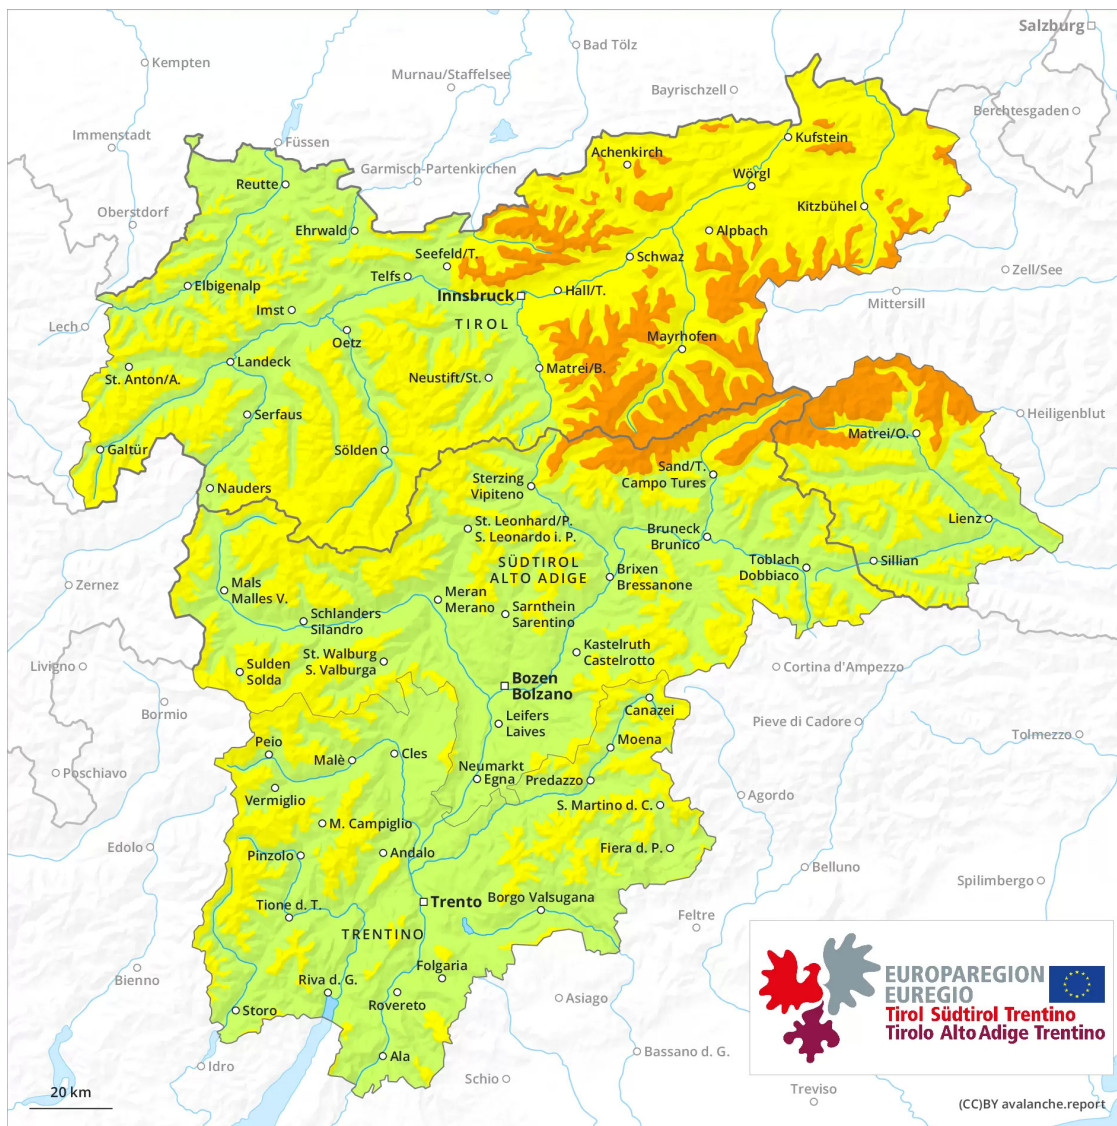 Salzburg
Kempten
Bad Tölz
Murnau/Staffelsee
Bayrischzell
Berchtesgaden
Immenstadt
Füssen
Kufstein
Achenkirch
Garmisch-Partenkirchen
Wörgl
Reutte
Kitzbühel
Oberstdorf
Ehrwald
Alpbach
Seefeld/T.
Schwaz
Telfs
Zell/See
Elbigenalp
Innsbruck
Hall/T.
Mittersill
Imst
TIROL
Lech
Oetz
Mayrhofen
Landeck
Matrei/B.
St. Anton/A.
Neustift/St.
Serfaus
Heiligenblut
Matrei/O.
Galtür
Sölden
Sand/T.
Campo Tures
Sterzing
Vipiteno
Nauders
Lienz
St. Leonhard/P.
S. Leonardo i. P.
Bruneck
Brunico
Toblach
Dobbiaco
Sillian
SÜDTIROL
ALTO ADIGE
Brixen
Bressanone
Zernez
Mals
Malles V.
Meran
Merano
Schlanders
Silandro
Sarnthein
Sarentino
Kastelruth
Castelrotto
St. Walburg
S. Valburga
Livigno
Sulden
Solda
Cortina d'Ampezzo
Bozen
Bolzano
Bormio
Canazei
Leifers
Laives
Pieve di Cadore
Tolmezzo
Peio
Moena
Cles
Malè
Poschiavo
Neumarkt
Egna
Predazzo
Vermiglio
Agordo
S. Martino d. C.
M. Campiglio
Edolo
Pinzolo
Andalo
Fiera d. P.
Belluno
Spilimbergo
Borgo Valsugana
Trento
Tione d. T.
Feltre
TRENTINO
Folgaria
Bienno
Riva d. G.
Rovereto
Asiago
Storo
EUROPAREGION
EUREGIO
Tirol Südtirol Trentino
Tirolo Alto Adige Trentino
Ala
Bassano d. G.
Idro
Schio
Treviso
20 km
(CC)BY avalanche.report